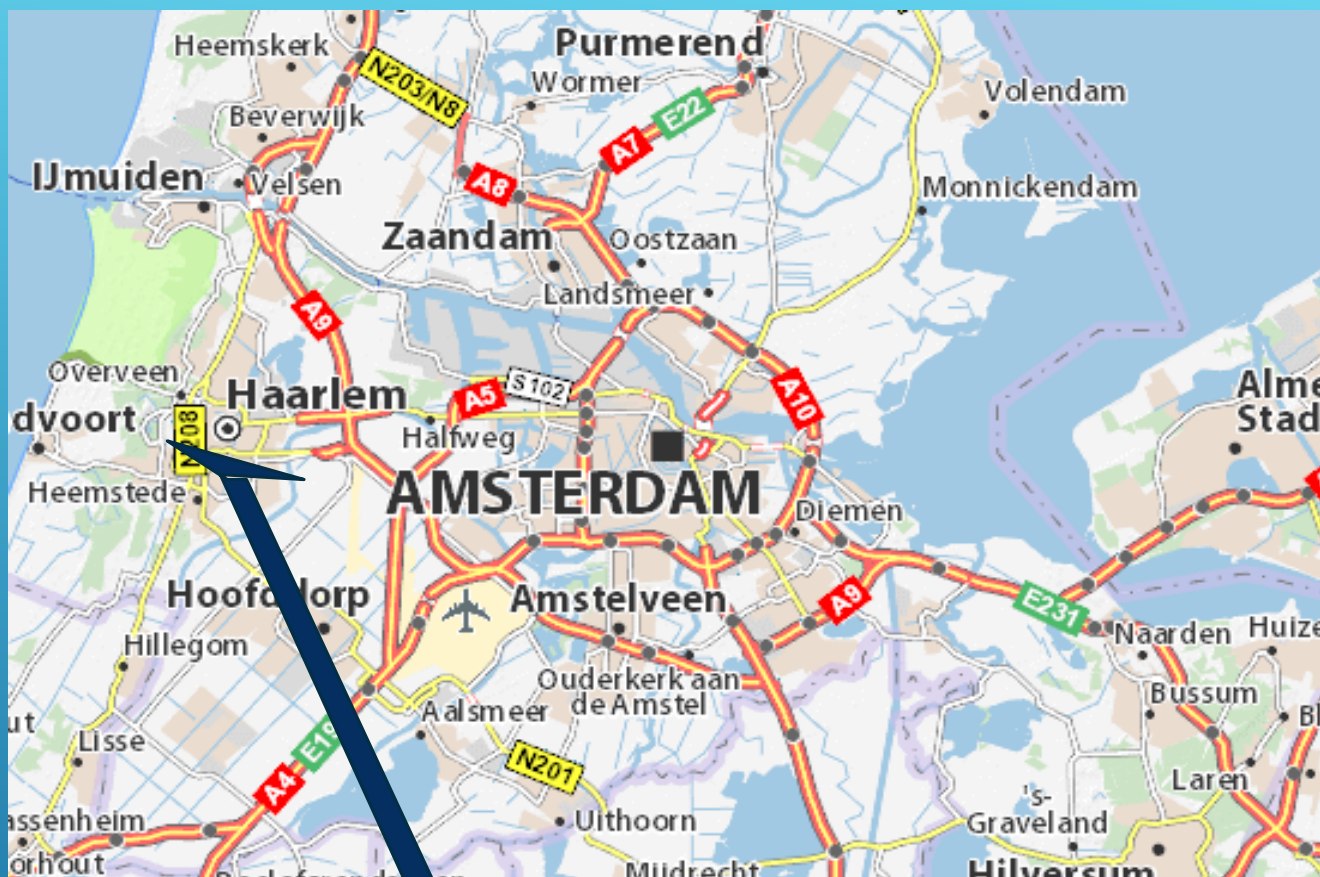 Heemskerk
Purmerend
N203/N8
Wormer
E22
Volendam
Beverwijk
A7
IJmuiden
Velsen
A8
Monnickendam
Zaandam
Oostzaan
Landsmeer
A9
Overveen
Haarlem
A5
S102
A10
Alme
Stad
dvoort
N208
Halfweg
AMSTERDAM
Heemstede
Diemen
Hoofddorp
Amstelveen
A9
E231
Hillegom
Naarden
Huize
Ouderkerk aan
de Amstel
Bussum
Aalsmeer
ut
Lisse
E19
N201
Bl
A4
Laren
assenheim
Uithoorn
's-
Graveland
orhout
Mijdrecht
Hilversum